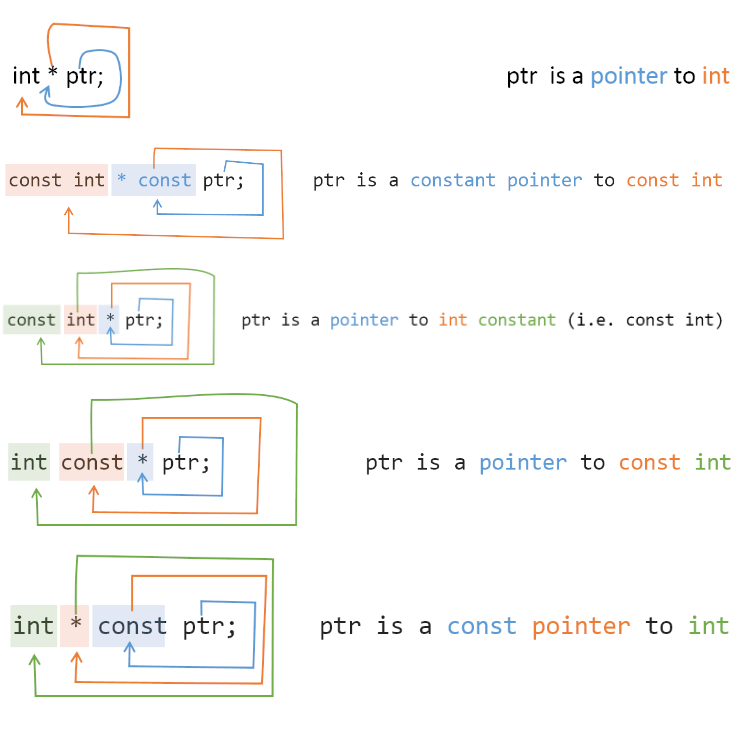 int * ptr; ptr is a pointer to int
const int * const ptr; ptr is a constant pointer to const int
const int * ptr; ptr is a pointer to int constant (i.e. const int)
int const * ptr; ptr is a pointer to const int
int * const ptr; ptr is a const pointer to int